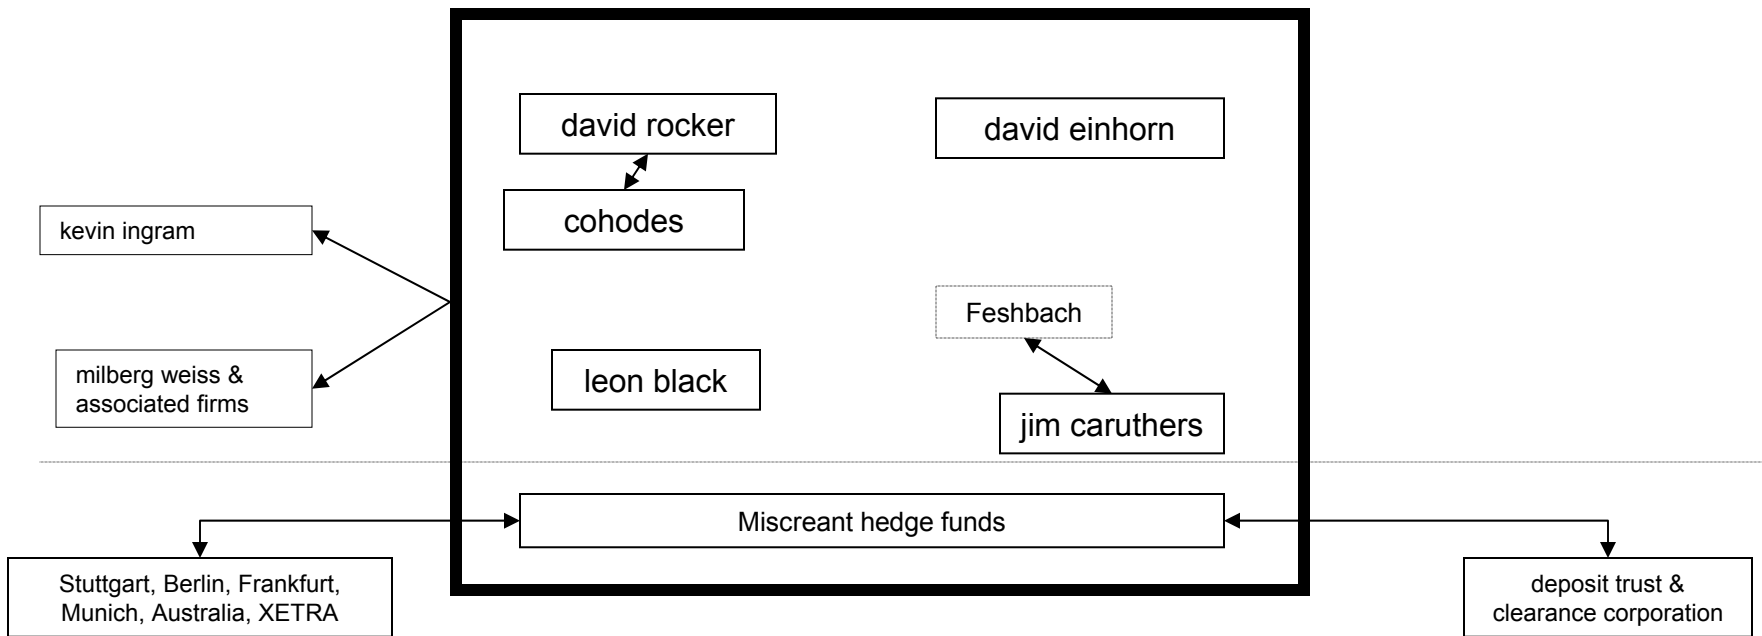 david rocker
david einhorn
cohodes
kevin ingram
Feshbach
milberg weiss &
associated firms
leon black
jim caruthers
Miscreant hedge funds
Stuttgart, Berlin, Frankfurt,
Munich, Australia, XETRA
deposit trust &
clearance corporation